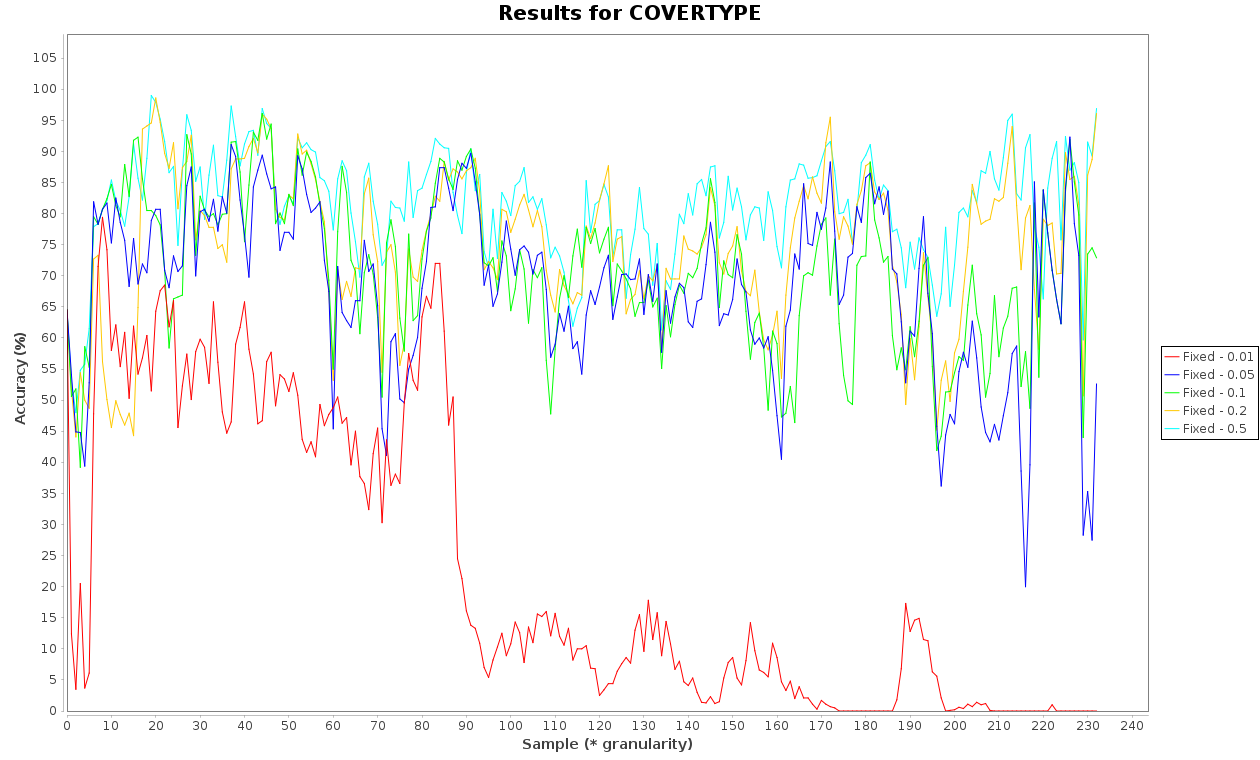 Results for COVERTYPE
Accuracy (%)
105
100
95
90
85
80
75
70
65
60
55
50
45
40
35
30
25
20
15
10
5
0
0 10 20 30 40 50 60 70 80 90 100 110 120 130 140 150 160 170 180 190 200 210 220 230 240
Sample (* granularity)
Fixed - 0.01
Fixed - 0.05
Fixed - 0.1
Fixed - 0.2
Fixed - 0.5